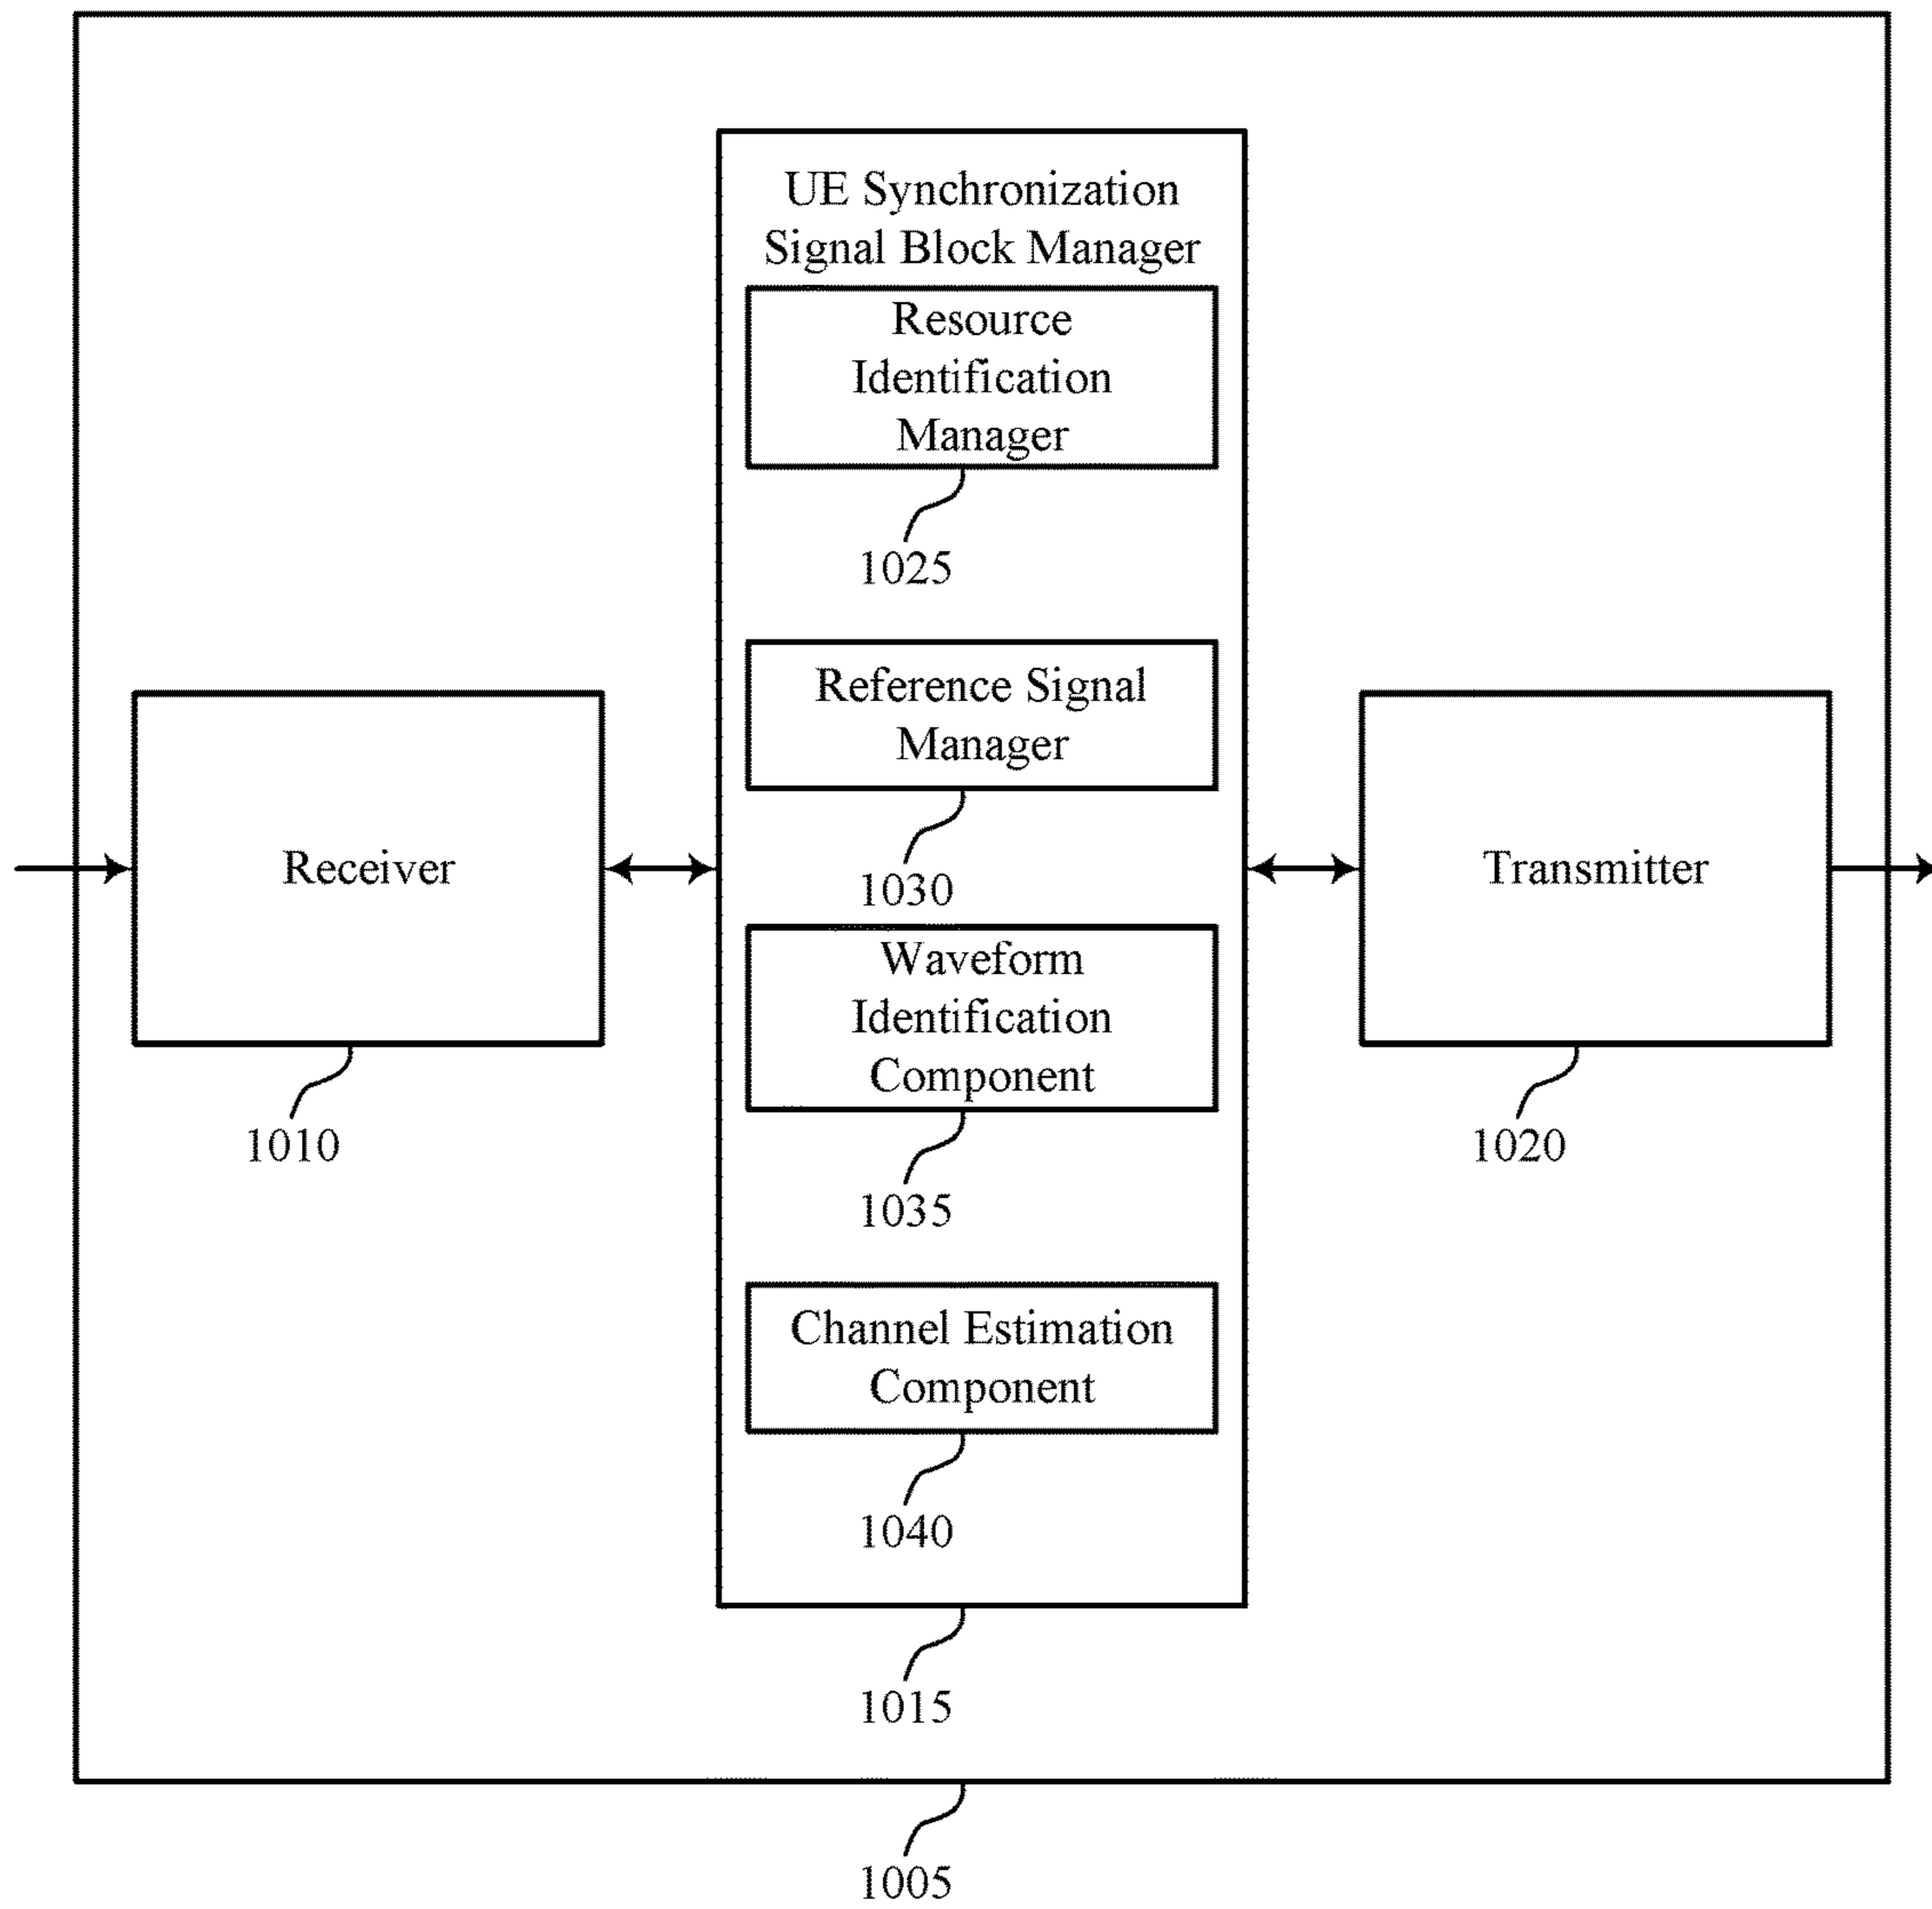 UE Synchronization
Signal Block Manager
Resource
Identification
Manager
1025
Reference Signal
Manager
1030
Receiver
1010
Waveform
Identification
Component
1035
Transmitter
1020
Channel Estimation
Component
1040
1015
1005